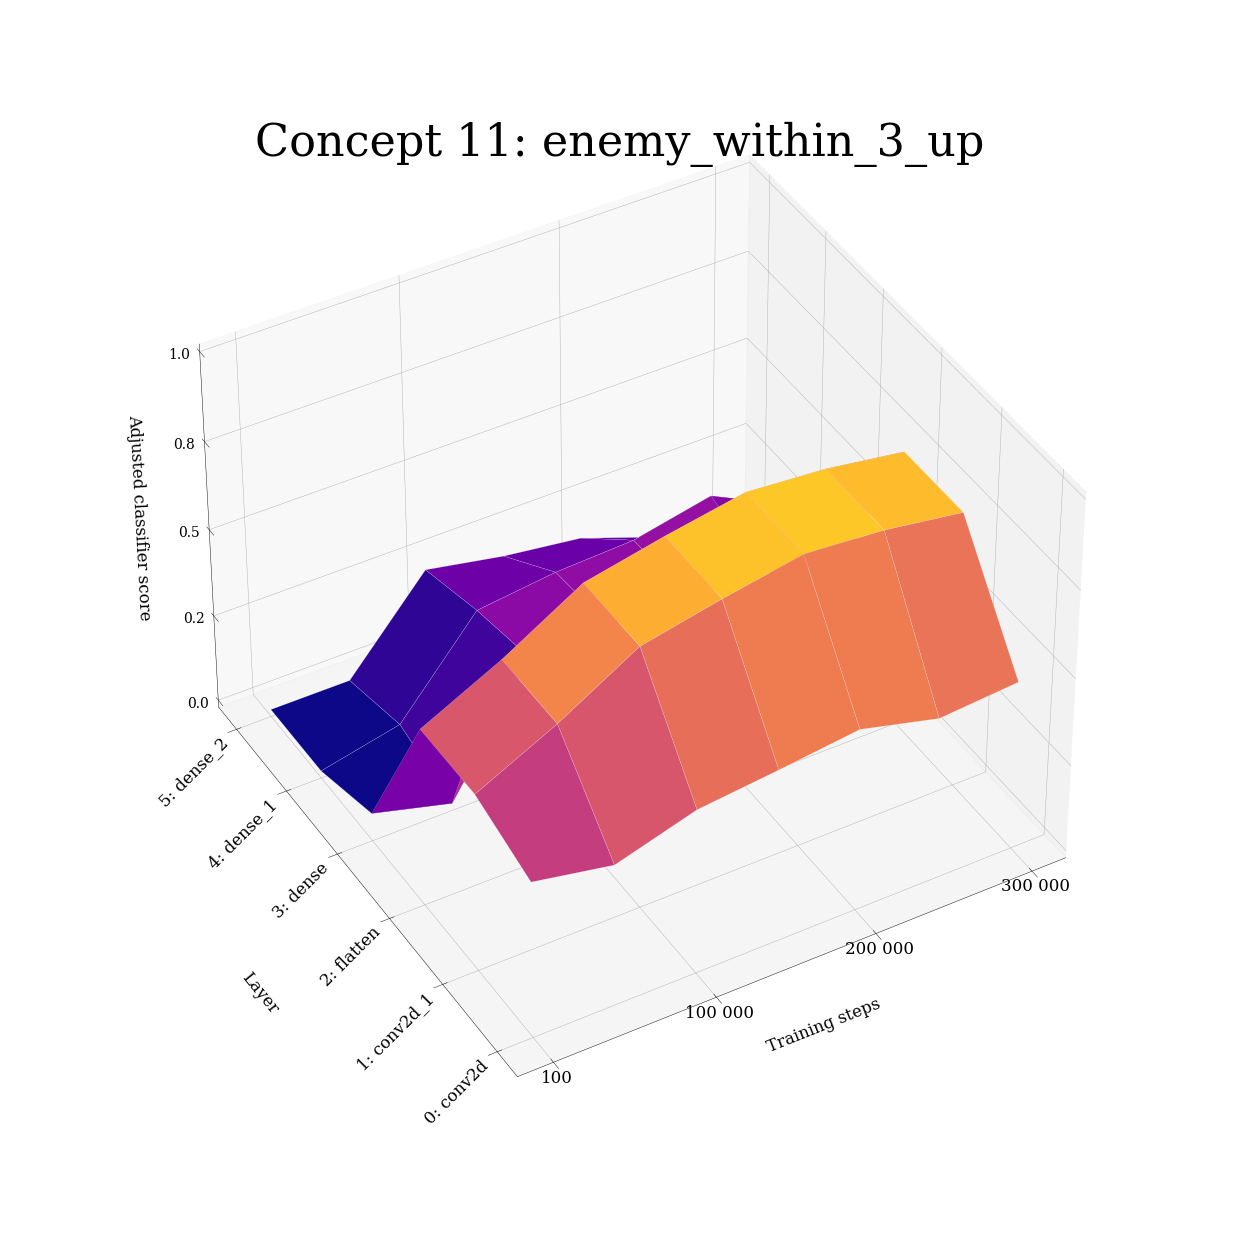 Concept 11: enemy_within_3_up
1.0
0.8
0.5
0.2
0.0
Adjusted classifier score
5: dense_2
4: dense_1
3: dense
2: flatten
1: conv2d_1
0: conv2d
Layer
100
100 000
200 000
300 000
Training steps